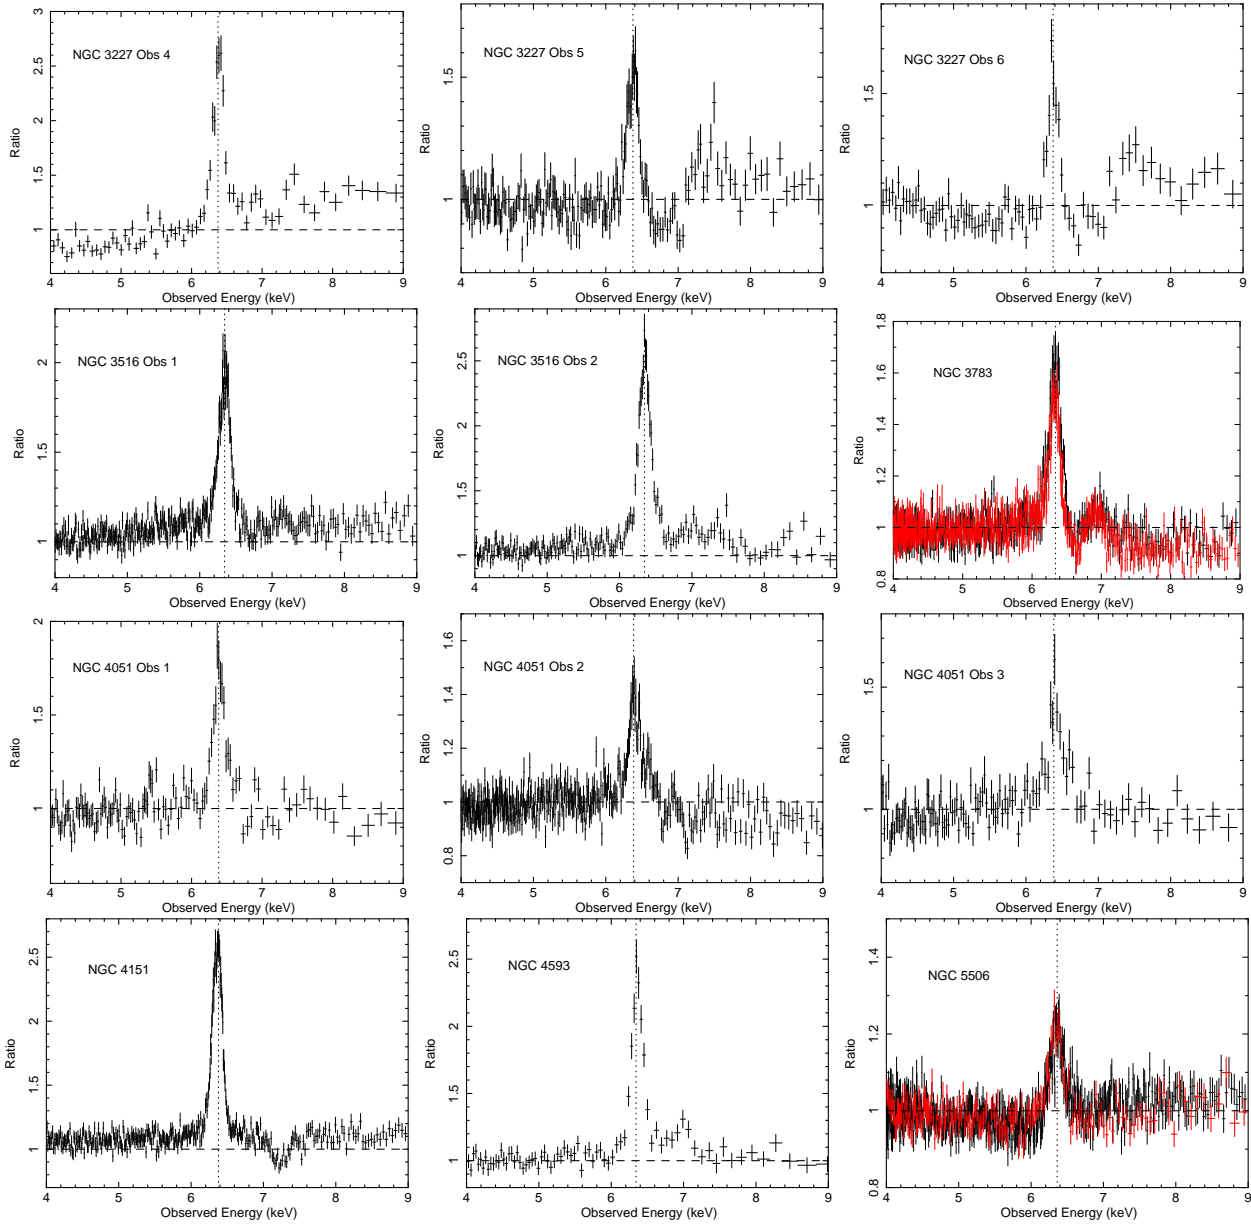 3
2.5
2
1.5
1
Ratio
NGC 3227 Obs 4
4 5 6 7 8 9
Observed Energy (keV)
1.5
1
Ratio
NGC 3227 Obs 5
4 5 6 7 8 9
Observed Energy (keV)
1.5
1
Ratio
NGC 3227 Obs 6
4 5 6 7 8 9
Observed Energy (keV)
2
1.5
1
Ratio
NGC 3516 Obs 1
4 5 6 7 8 9
Observed Energy (keV)
2.5
2
1.5
1
Ratio
NGC 3516 Obs 2
4 5 6 7 8 9
Observed Energy (keV)
1.8
1.6
1.4
1.2
1
0.8
Ratio
NGC 3783
4 5 6 7 8 9
Observed Energy (keV)
2
1.5
1
Ratio
NGC 4051 Obs 1
4 5 6 7 8 9
Observed Energy (keV)
1.6
1.4
1.2
1
0.8
Ratio
NGC 4051 Obs 2
4 5 6 7 8 9
Observed Energy (keV)
1.5
1
Ratio
NGC 4051 Obs 3
4 5 6 7 8 9
Observed Energy (keV)
2.5
2
1.5
1
Ratio
NGC 4151
4 5 6 7 8 9
Observed Energy (keV)
2.5
2
1.5
1
Ratio
NGC 4593
4 5 6 7 8 9
Observed Energy (keV)
1.4
1.2
1
0.8
Ratio
NGC 5506
4 5 6 7 8 9
Observed Energy (keV)